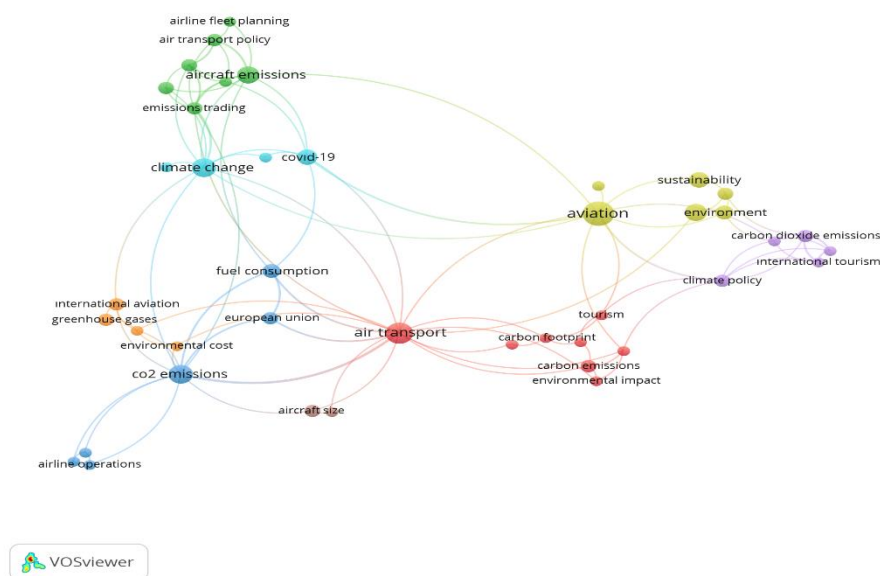 airline fleet planning
air transport policy
aircraft emissions
emissions trading
climate change
covid-19
sustainability
aviation
environment
carbon dioxide emissions
international tourism
climate policy
fuel consumption
international aviation
greenhouse gases
european union
tourism
air transport
carbon footprint
environmental cost
carbon emissions
co2 emissions
environmental impact
aircraft size
airline operations
VOSviewer